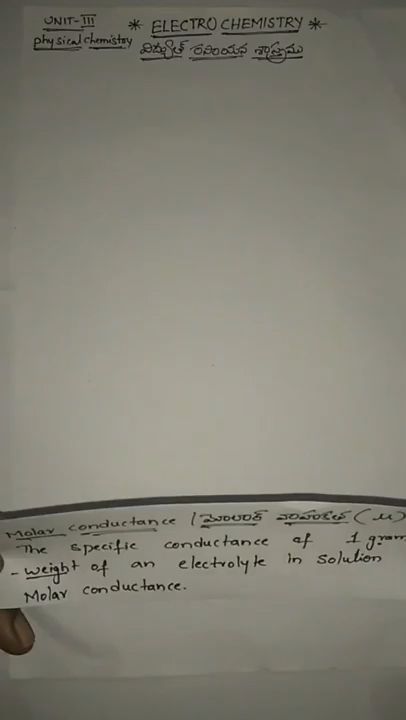 UNIT-III * ELECTRO CHEMISTRY *
physical chemistry విద్యుత్ రసాయన శాస్త్రము
Molar conductance / మోలార్ వాహకత (μ)
The specific conductance of 1 gram
- weight of an electrolyte in solution
Molar conductance.